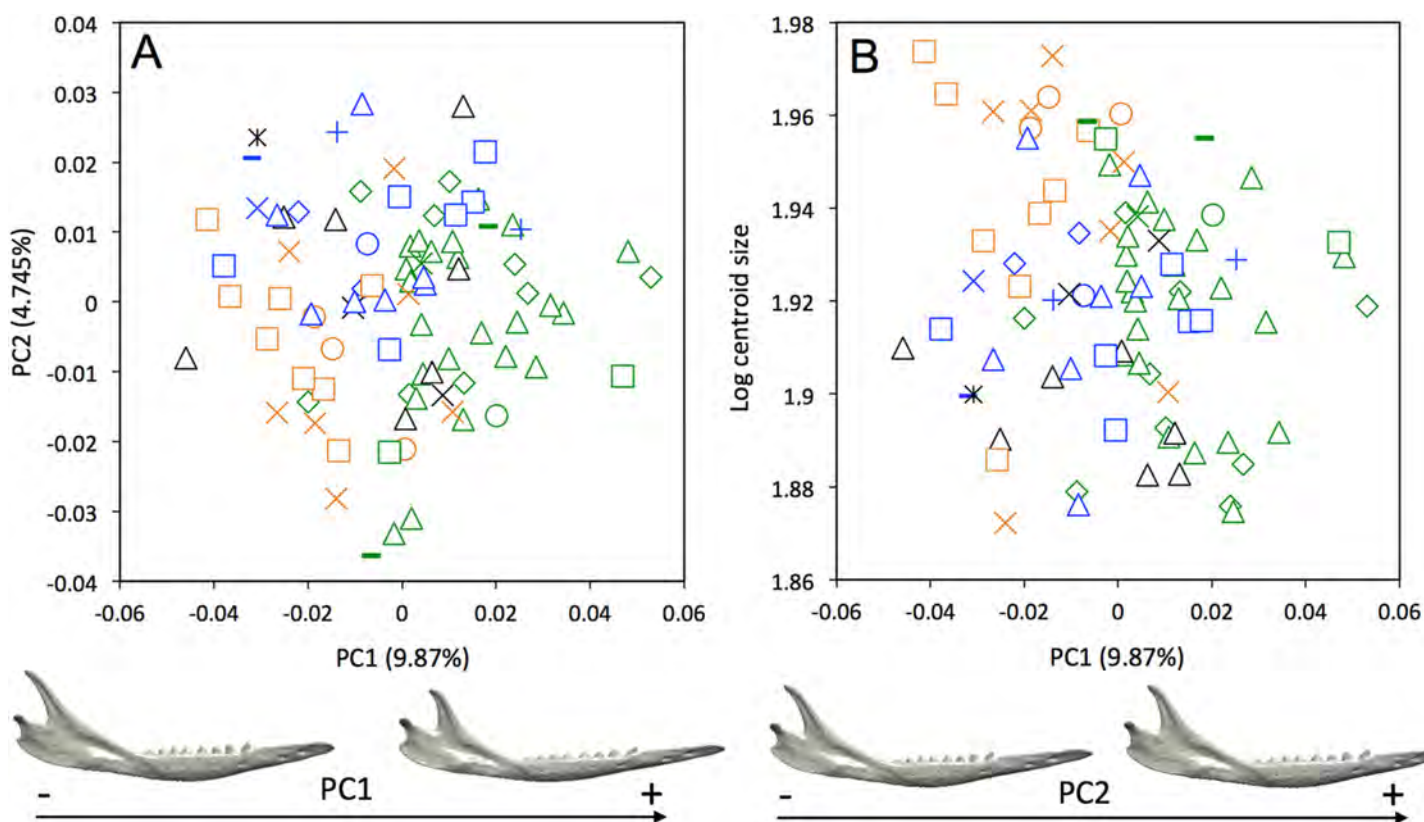 A
0.04
0.03
0.02
0.01
0
-0.01
-0.02
-0.03
-0.04
PC2 (4.745%)
-0.06 -0.04 -0.02 0 0.02 0.04 0.06
PC1 (9.87%)
B
1.98
1.96
1.94
1.92
1.9
1.88
1.86
Log centroid size
-0.06 -0.04 -0.02 0 0.02 0.04 0.06
PC1 (9.87%)
- PC1 +
- PC2 +